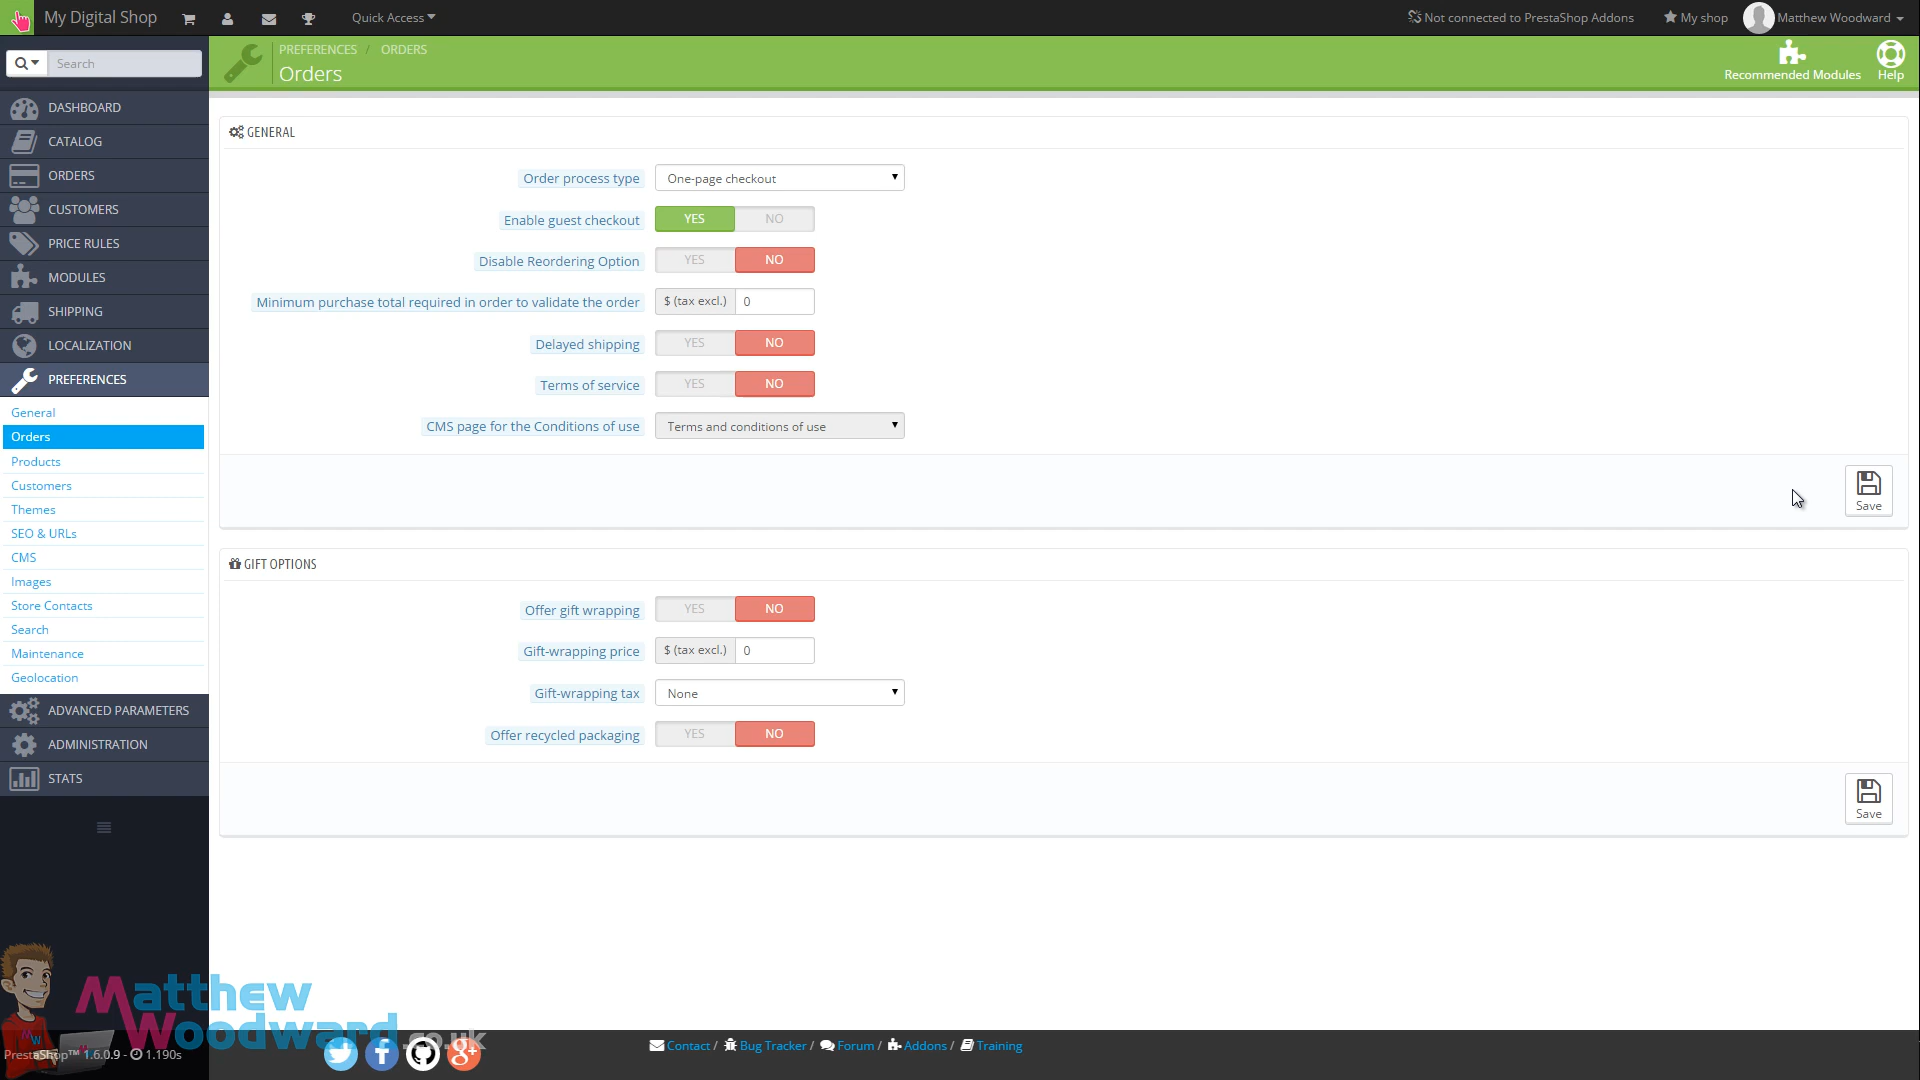 My Digital Shop
Quick Access
Not connected to PrestaShop Addons
My shop
Matthew Woodward
Search
PREFERENCES / ORDERS
Orders
Recommended Modules
Help
DASHBOARD
CATALOG
ORDERS
CUSTOMERS
PRICE RULES
MODULES
SHIPPING
LOCALIZATION
PREFERENCES
General
Orders
Products
Customers
Themes
SEO & URLs
CMS
Images
Store Contacts
Search
Maintenance
Geolocation
ADVANCED PARAMETERS
ADMINISTRATION
STATS
GENERAL
Order process type One-page checkout
Enable guest checkout YES NO
Disable Reordering Option YES NO
Minimum purchase total required in order to validate the order $ (tax excl.) 0
Delayed shipping YES NO
Terms of service YES NO
CMS page for the Conditions of use Terms and conditions of use
Save
GIFT OPTIONS
Offer gift wrapping YES NO
Gift-wrapping price $ (tax excl.) 0
Gift-wrapping tax None
Offer recycled packaging YES NO
Save
Matthew
Woodward
.co.uk
MW
PrestaShop™ 1.6.0.9 - 1.190s
Contact / Bug Tracker / Forum / Addons / Training